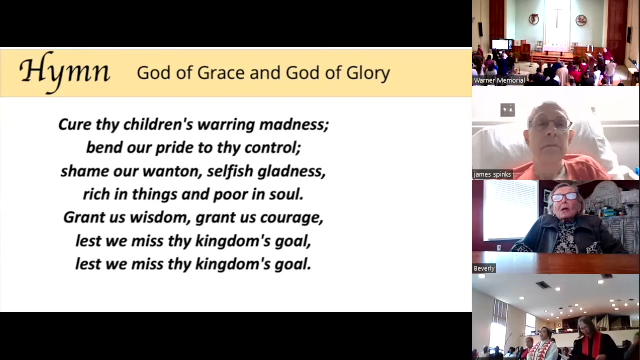 Hymn God of Grace and God of Glory
Cure thy children's warring madness;
bend our pride to thy control;
shame our wanton, selfish gladness,
rich in things and poor in soul.
Grant us wisdom, grant us courage,
lest we miss thy kingdom's goal,
lest we miss thy kingdom's goal.
Warner Memorial
james spinks
Beverly